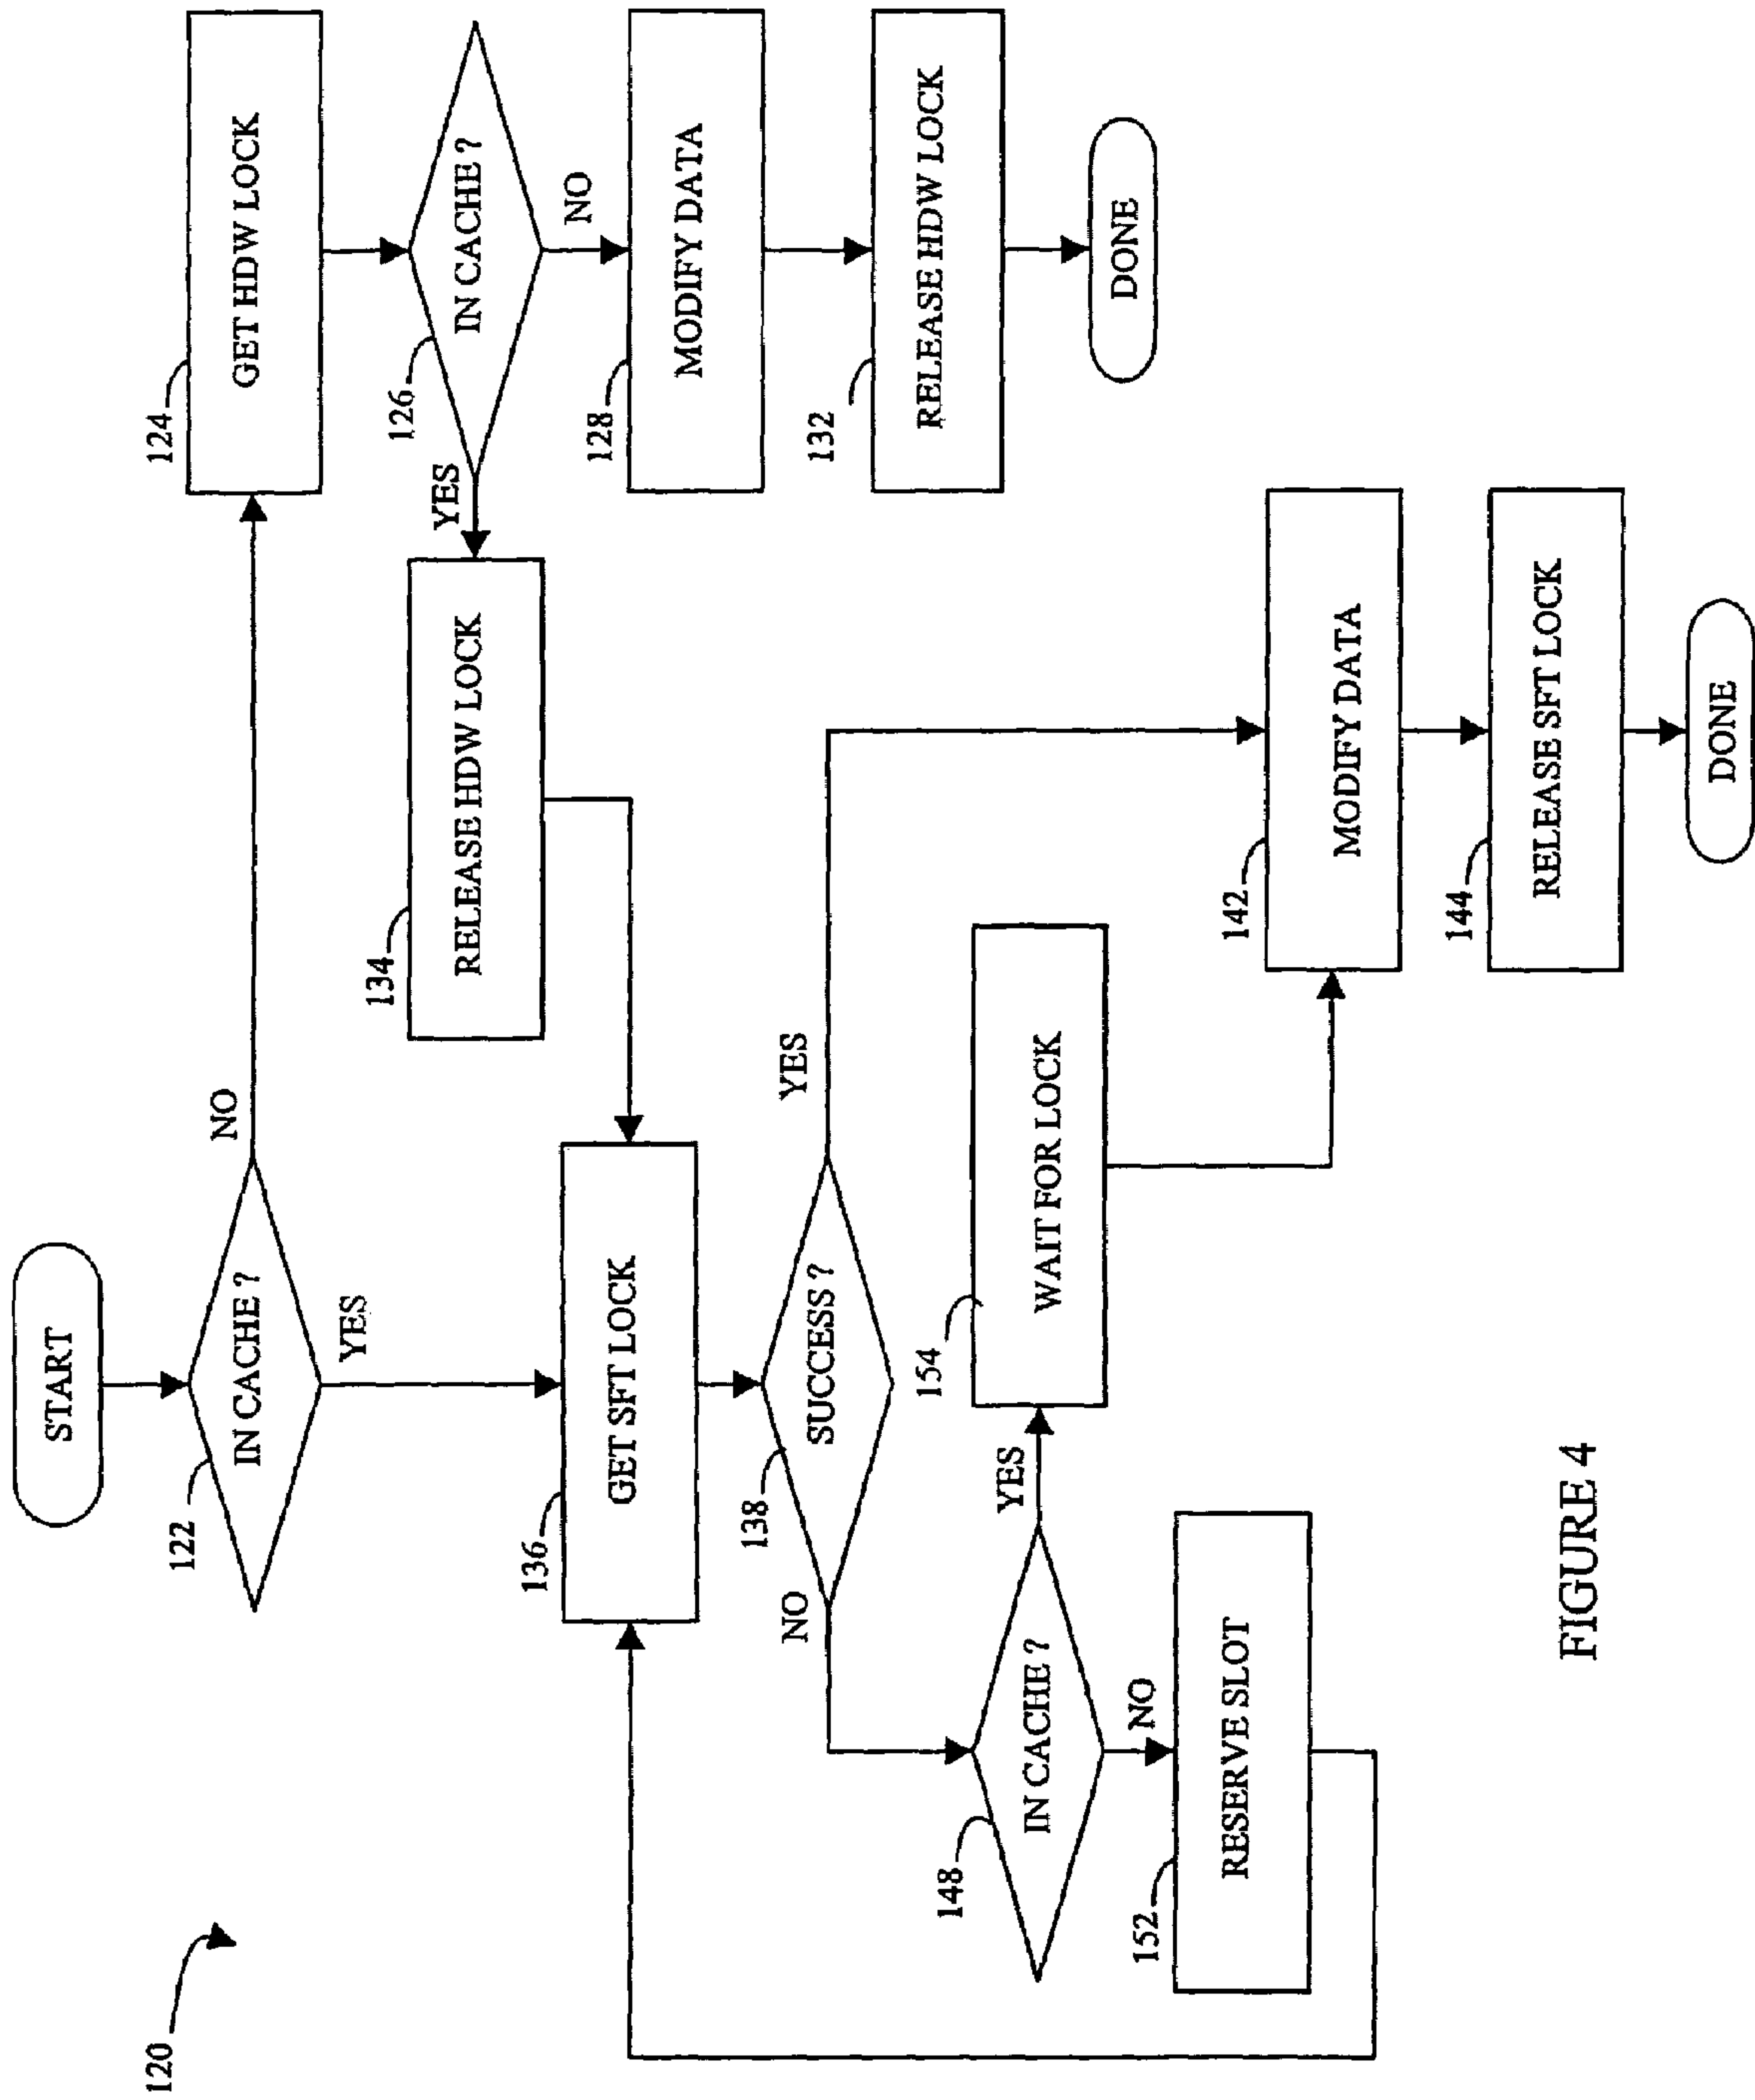 120
START
122
IN CACHE ?
NO
YES
124
GET HDW LOCK
126
IN CACHE ?
YES
NO
128
MODIFY DATA
132
RELEASE HDW LOCK
DONE
134
RELEASE HDW LOCK
136
GET SFT LOCK
138
SUCCESS ?
YES
NO
148
IN CACHE ?
YES
NO
152
RESERVE SLOT
154
WAIT FOR LOCK
142
MODIFY DATA
144
RELEASE SFT LOCK
DONE
FIGURE 4